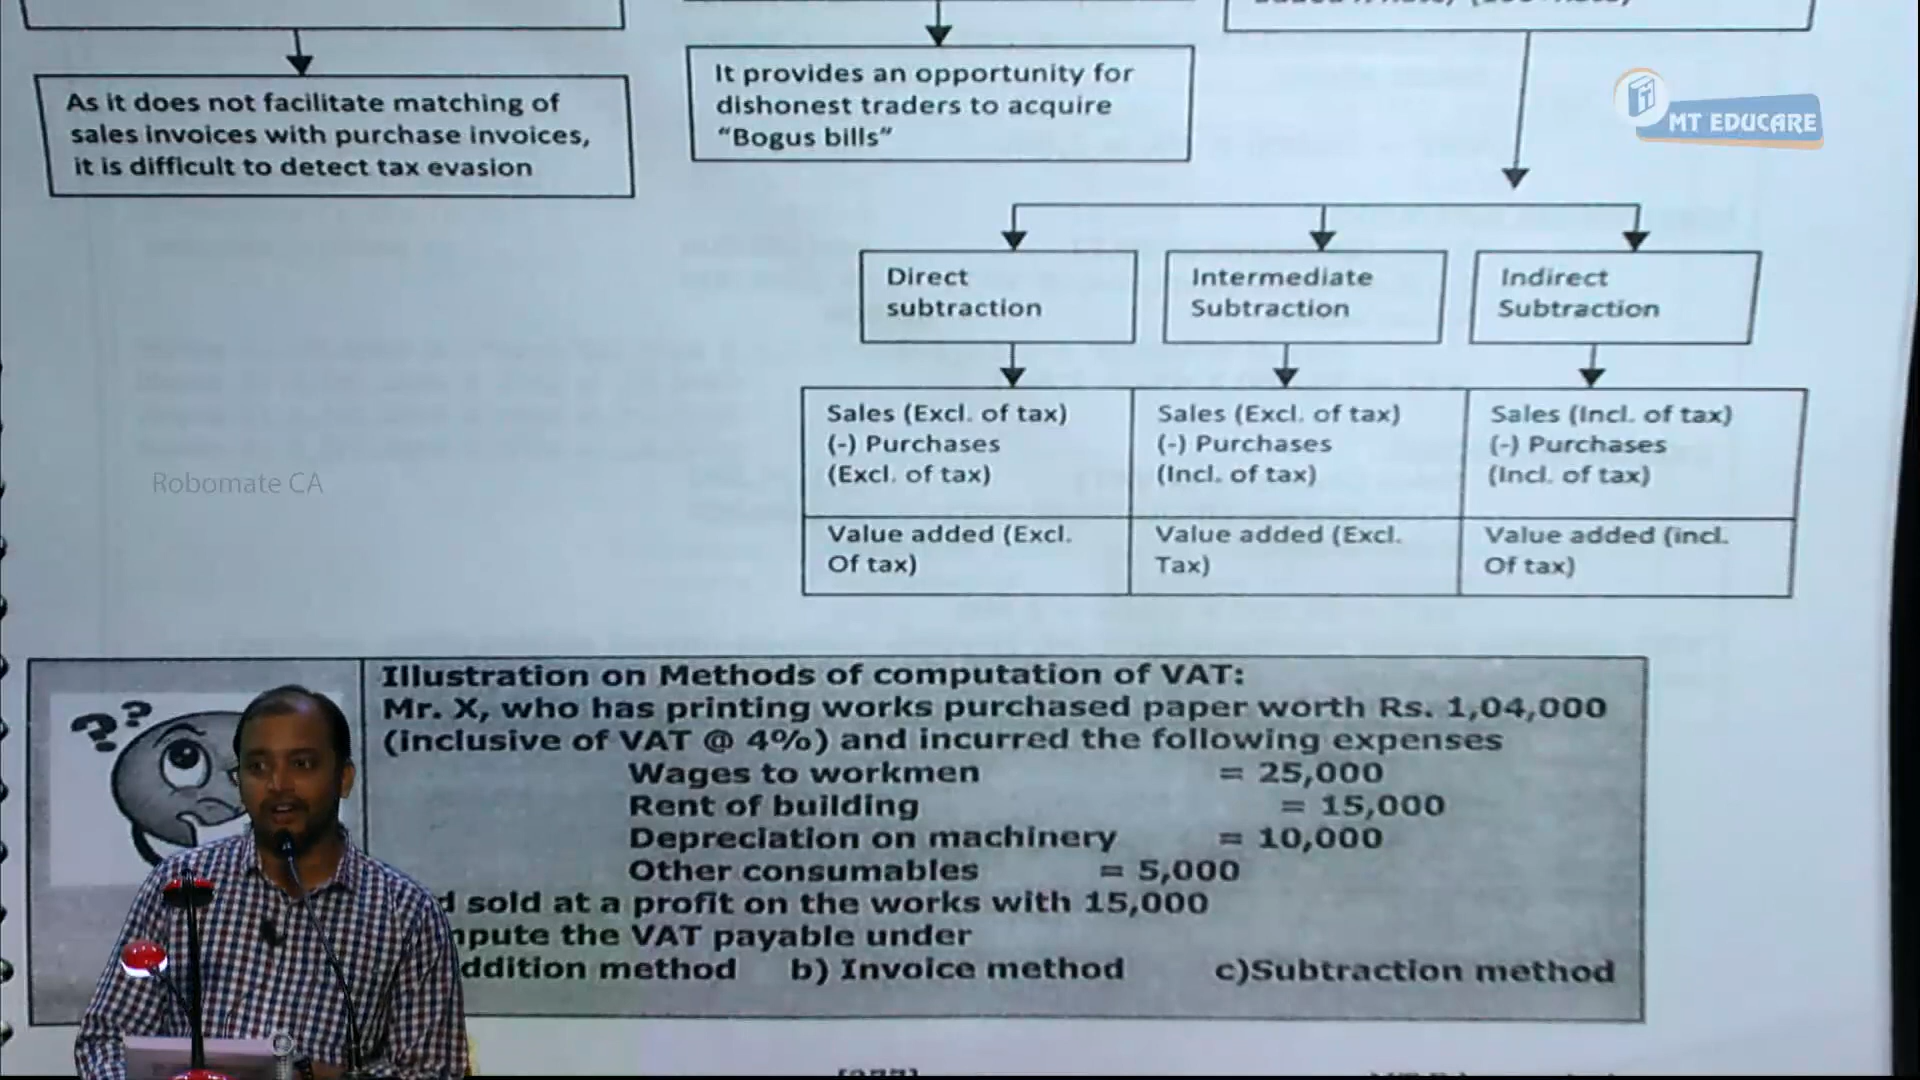 As it does not facilitate matching of
sales invoices with purchase invoices,
it is difficult to detect tax evasion
It provides an opportunity for
dishonest traders to acquire
“Bogus bills”
MT EDUCARE
Direct
subtraction
Intermediate
Subtraction
Indirect
Subtraction
Sales (Excl. of tax)
(-) Purchases
(Excl. of tax)
Sales (Excl. of tax)
(-) Purchases
(Incl. of tax)
Sales (Incl. of tax)
(-) Purchases
(Incl. of tax)
Value added (Excl.
Of tax)
Value added (Excl.
Tax)
Value added (incl.
Of tax)
Robomate CA
??
Illustration on Methods of computation of VAT:
Mr. X, who has printing works purchased paper worth Rs. 1,04,000
(inclusive of VAT @ 4%) and incurred the following expenses
Wages to workmen = 25,000
Rent of building = 15,000
Depreciation on machinery = 10,000
Other consumables = 5,000
sold at a profit on the works with 15,000
the VAT payable under
ddition method b) Invoice method c)Subtraction method